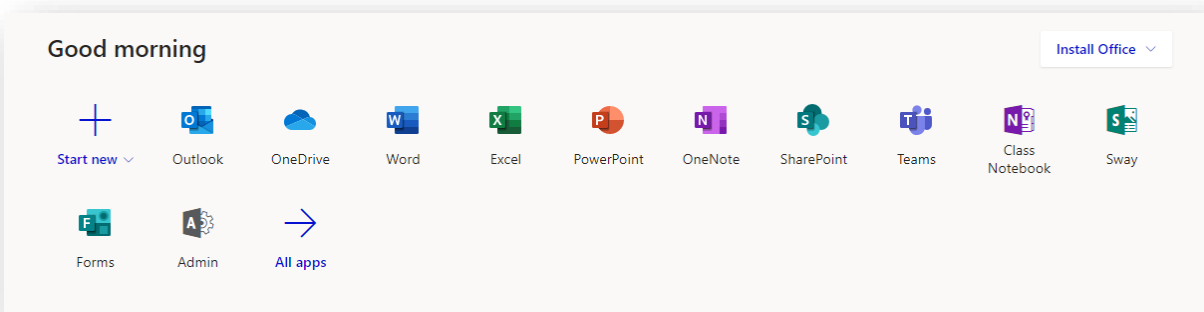 Good morning
Install Office
Start new
Outlook
OneDrive
Word
Excel
PowerPoint
OneNote
SharePoint
Teams
Class
Notebook
Sway
Forms
Admin
All apps